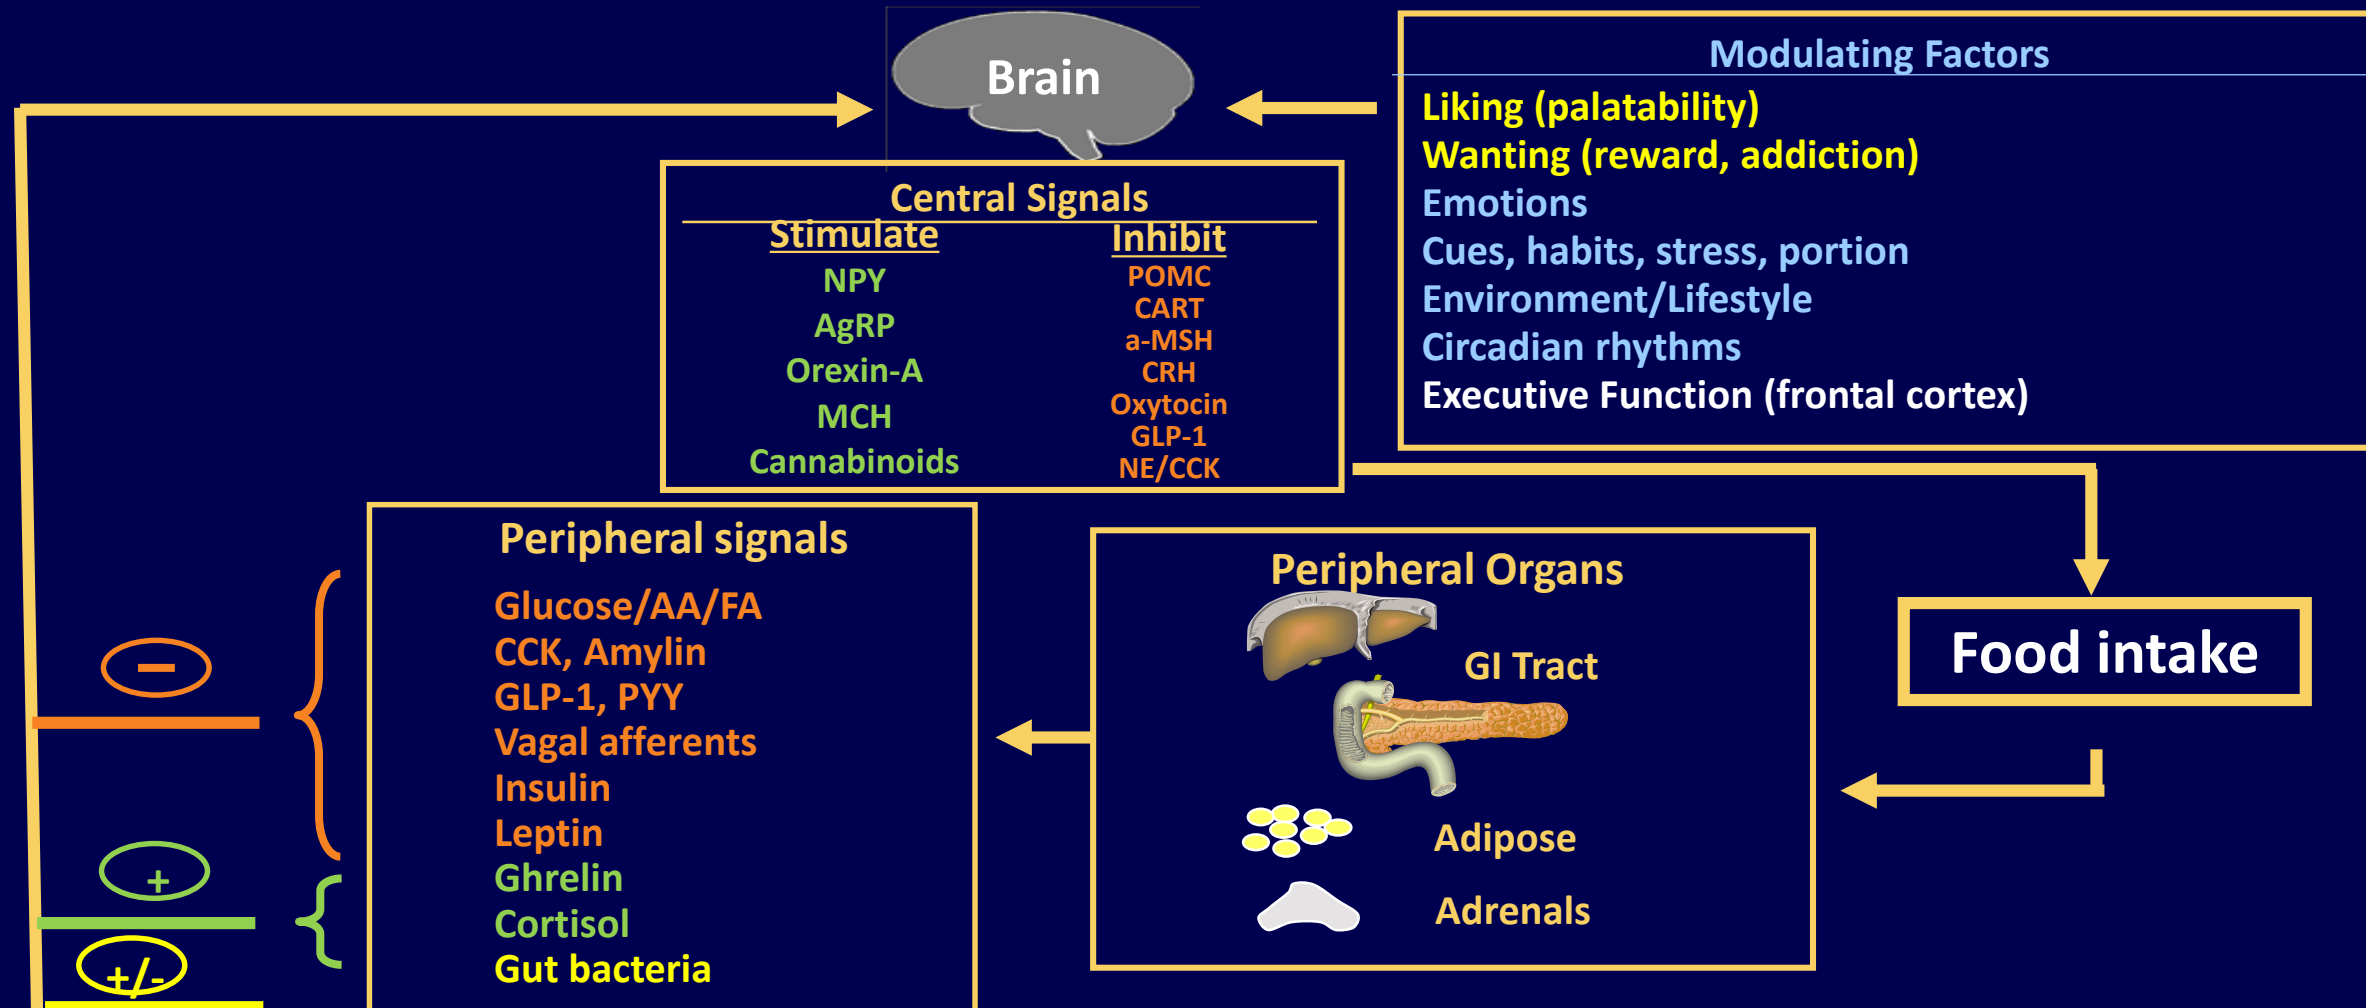 Brain
Modulating Factors
Liking (palatability)
Wanting (reward, addiction)
Emotions
Cues, habits, stress, portion
Environment/Lifestyle
Circadian rhythms
Executive Function (frontal cortex)
Central Signals
Stimulate
NPY
AgRP
Orexin-A
MCH
Cannabinoids
Inhibit
POMC
CART
a-MSH
CRH
Oxytocin
GLP-1
NE/CCK
Peripheral signals
Glucose/AA/FA
CCK, Amylin
GLP-1, PYY
Vagal afferents
Insulin
Leptin
Ghrelin
Cortisol
Gut bacteria
−
+
+/-
Peripheral Organs
GI Tract
Adipose
Adrenals
Food intake